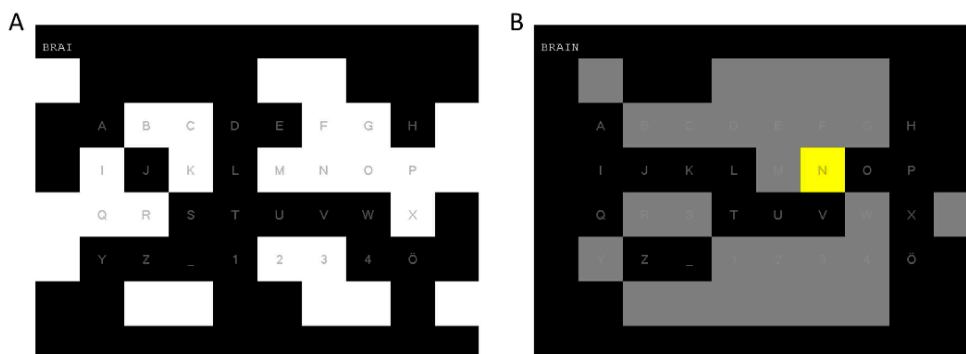 A
BRAI
A B C D E F G H
I J K L M N O P
Q R S T U V W X
Y Z _ 1 2 3 4 Ö
B
BRAIN
A B C D E F G H
I J K L M N O P
Q R S T U V W X
Y Z _ 1 2 3 4 Ö